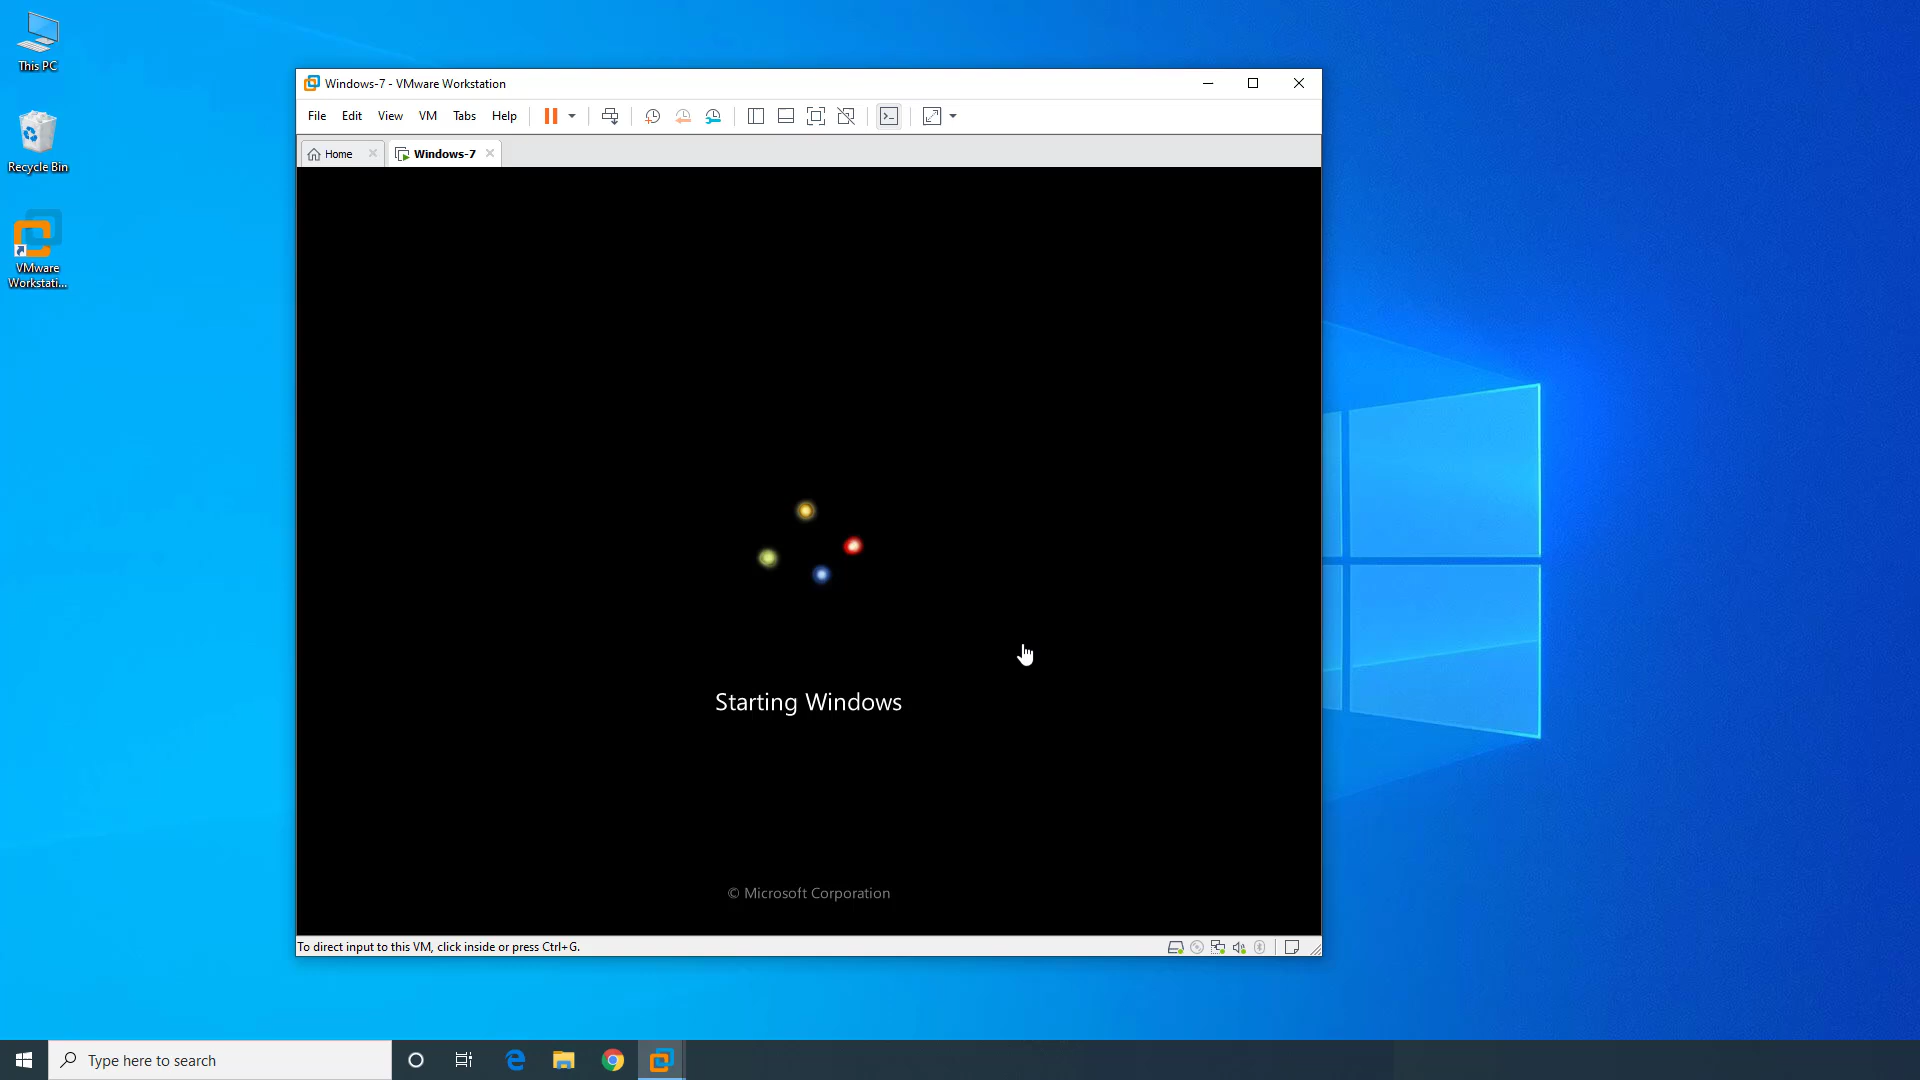 This PC
Recycle Bin
VMware
Workstati...
Windows-7 - VMware Workstation
File Edit View VM Tabs Help
Home Windows-7
Starting Windows
© Microsoft Corporation
To direct input to this VM, click inside or press Ctrl+G.
Type here to search